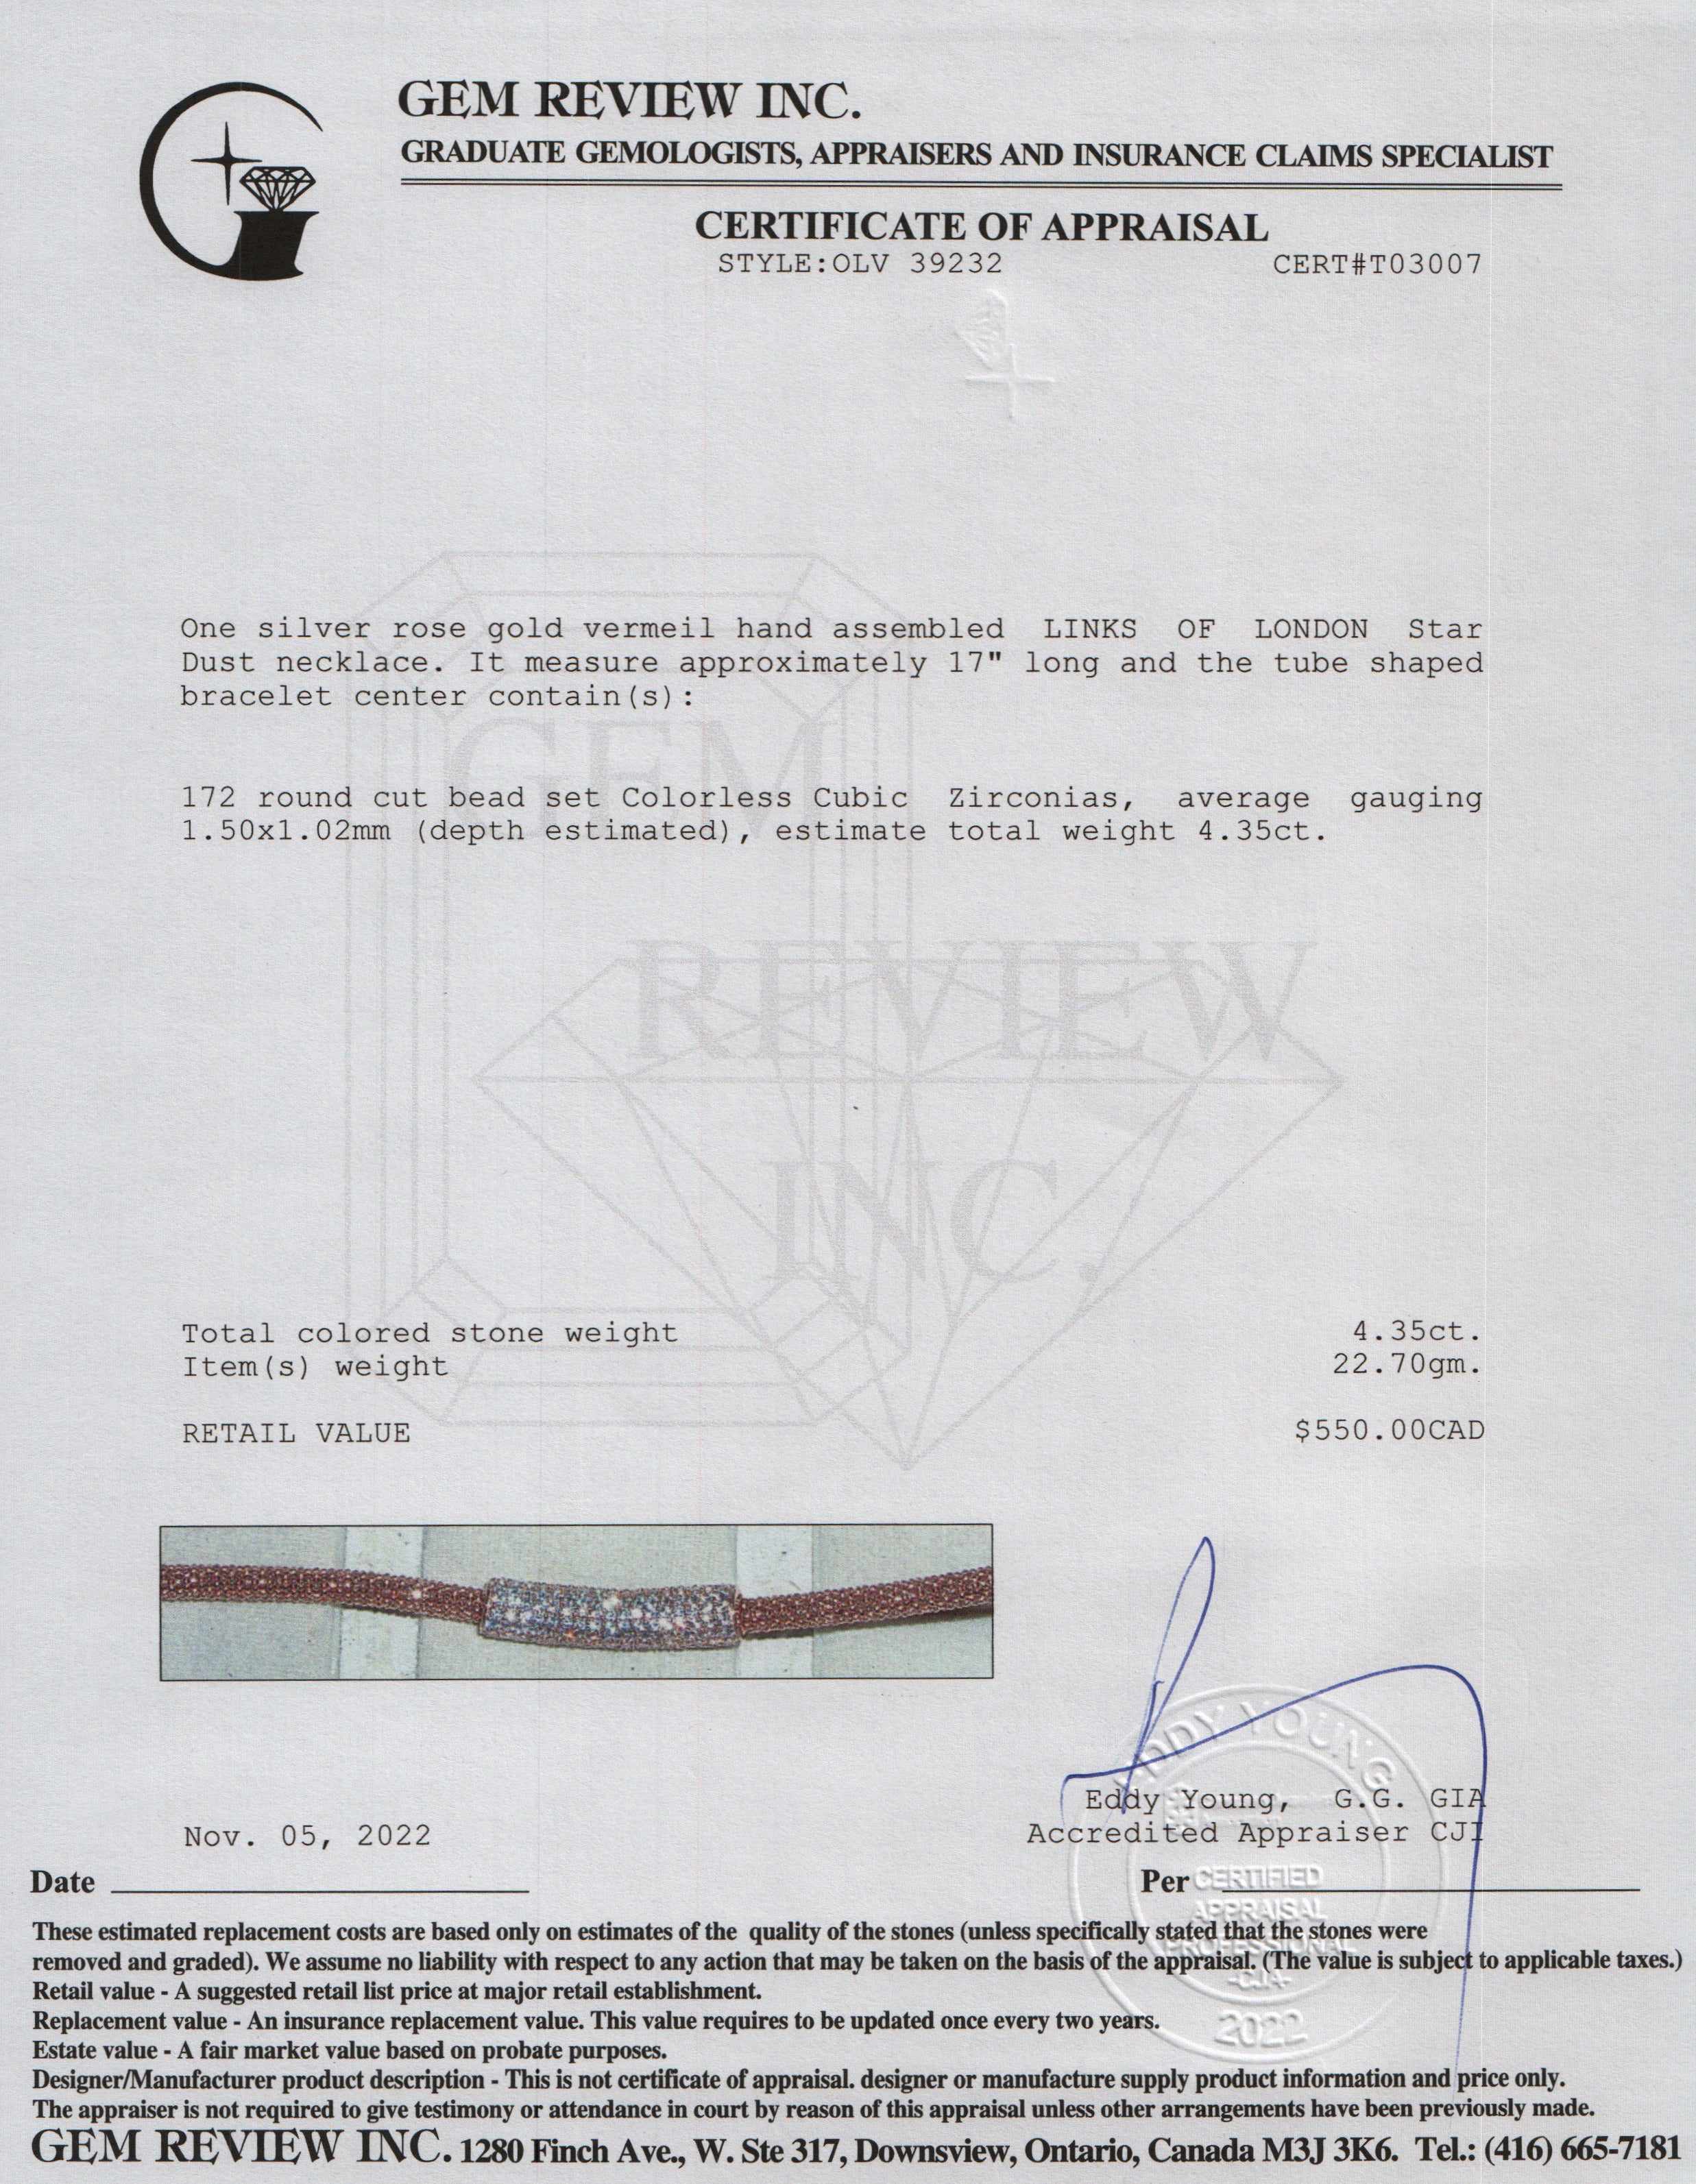 GEM REVIEW INC.
GRADUATE GEMOLOGISTS, APPRAISERS AND INSURANCE CLAIMS SPECIALIST
CERTIFICATE OF APPRAISAL
STYLE:OLV 39232 CERT#T03007
One silver rose gold vermeil hand assembled LINKS OF LONDON Star
Dust necklace. It measure approximately 17" long and the tube shaped
bracelet center contain(s):
GEM
172 round cut bead set Colorless Cubic Zirconias, average gauging
1.50x1.02mm (depth estimated), estimate total weight 4.35ct.
REVIEW
INC.
Total colored stone weight 4.35ct.
Item(s) weight 22.70gm.
RETAIL VALUE $550.00CAD
EDDY YOUNG
Eddy Young, G.G. GIA
Nov. 05, 2022 Accredited Appraiser CJI
Date Per
CERTIFIED
APPRAISAL
PROFESSIONAL
-CJA-
2022
These estimated replacement costs are based only on estimates of the quality of the stones (unless specifically stated that the stones were
removed and graded). We assume no liability with respect to any action that may be taken on the basis of the appraisal. (The value is subject to applicable taxes.)
Retail value - A suggested retail list price at major retail establishment.
Replacement value - An insurance replacement value. This value requires to be updated once every two years.
Estate value - A fair market value based on probate purposes.
Designer/Manufacturer product description - This is not certificate of appraisal. designer or manufacture supply product information and price only.
The appraiser is not required to give testimony or attendance in court by reason of this appraisal unless other arrangements have been previously made.
GEM REVIEW INC. 1280 Finch Ave., W. Ste 317, Downsview, Ontario, Canada M3J 3K6. Tel.: (416) 665-7181